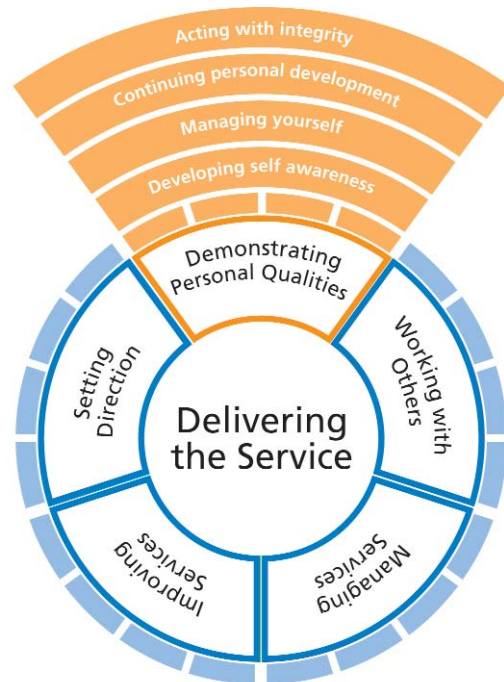 Acting with integrity
Continuing personal development
Managing yourself
Developing self awareness
Demonstrating
Personal Qualities
Setting
Direction
Working with
Others
Delivering
the Service
Improving
Services
Managing
Services